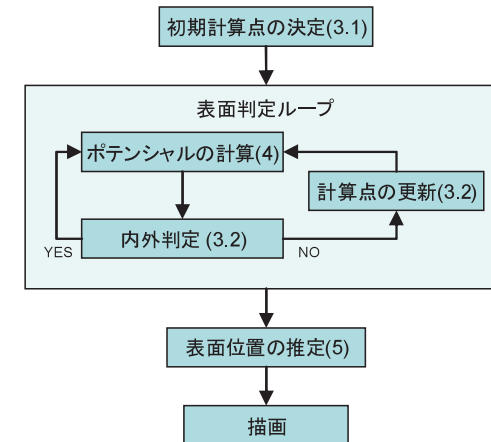 初期計算点の決定(3.1)
表面判定ループ
ポテンシャルの計算(4)
計算点の更新(3.2)
内外判定 (3.2)
YES
NO
表面位置の推定(5)
描画